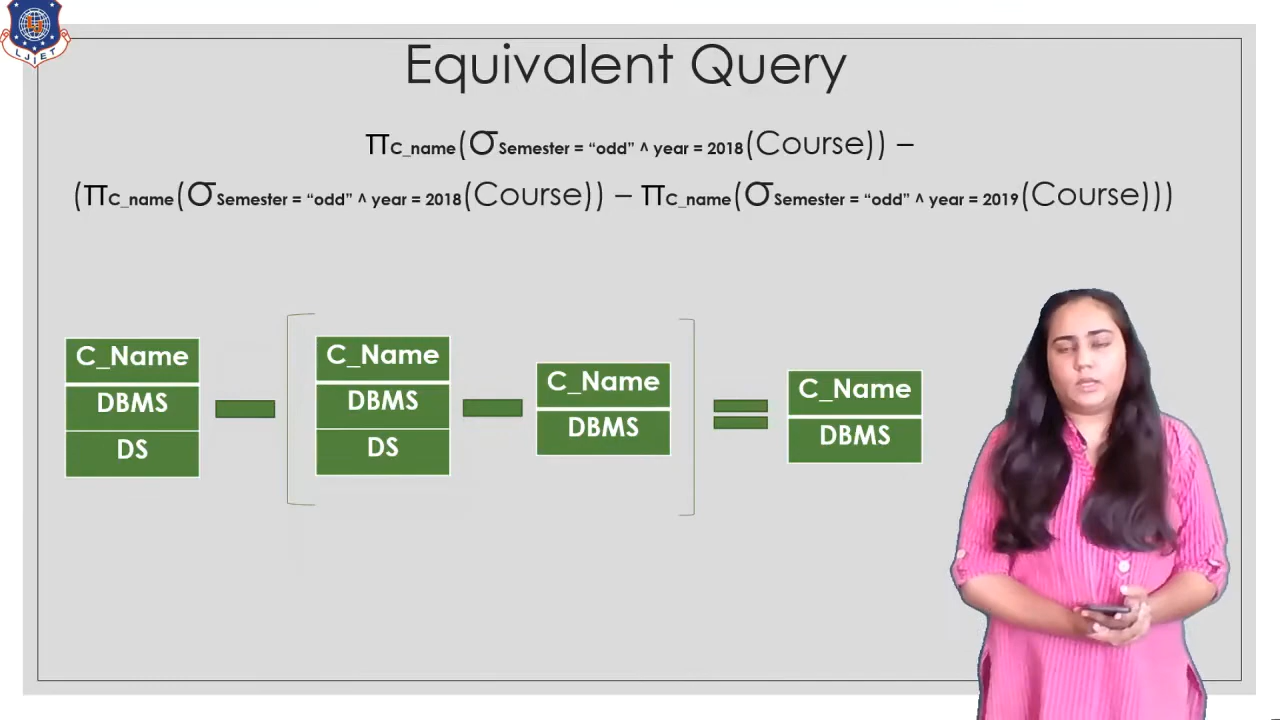 LJIET
Equivalent Query
πC_name(σSemester = “odd” ^ year = 2018(Course)) –
(πC_name(σSemester = “odd” ^ year = 2018(Course)) – πC_name(σSemester = “odd” ^ year = 2019(Course)))
C_Name
DBMS
DS
C_Name
DBMS
DS
C_Name
DBMS
C_Name
DBMS